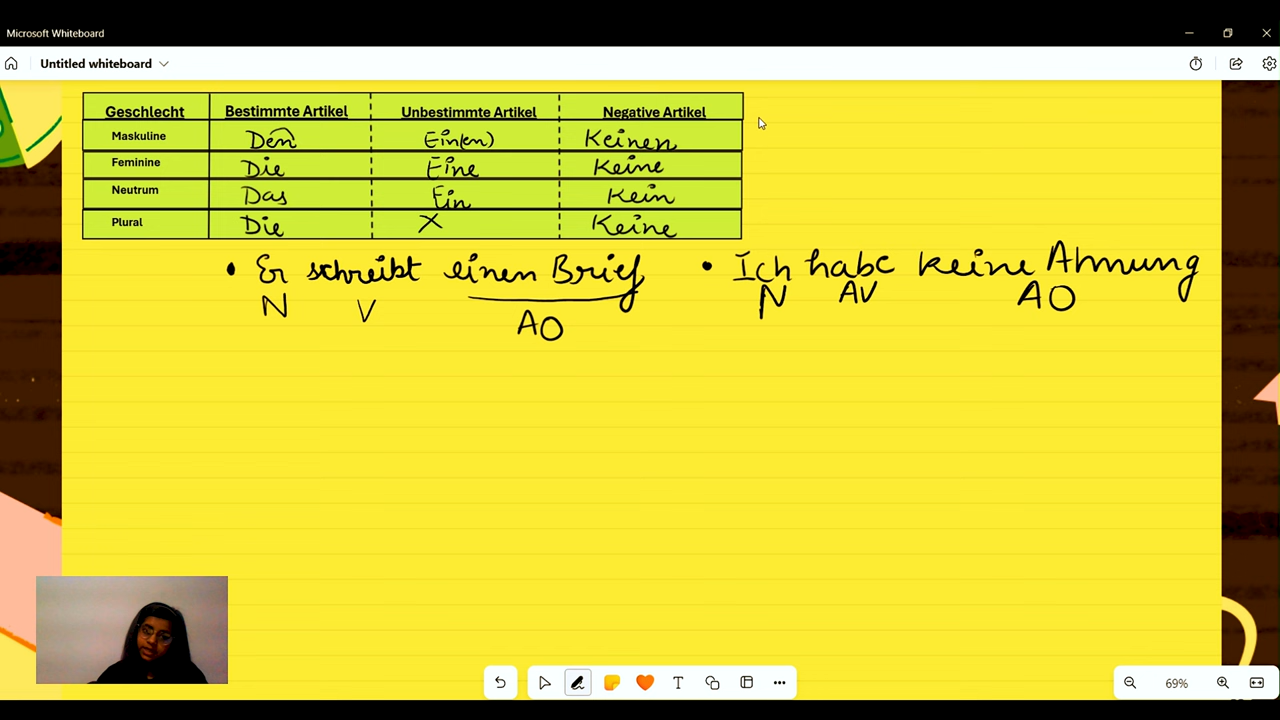 Microsoft Whiteboard
Untitled whiteboard
Geschlecht Bestimmte Artikel Unbestimmte Artikel Negative Artikel
Maskuline Den Ein(en) Keinen
Feminine Die Eine Keine
Neutrum Das Ein Kein
Plural Die X Keine
• Er schreibt einen Brief • Ich habe keine Ahnung
N V AO N AV AO
69%